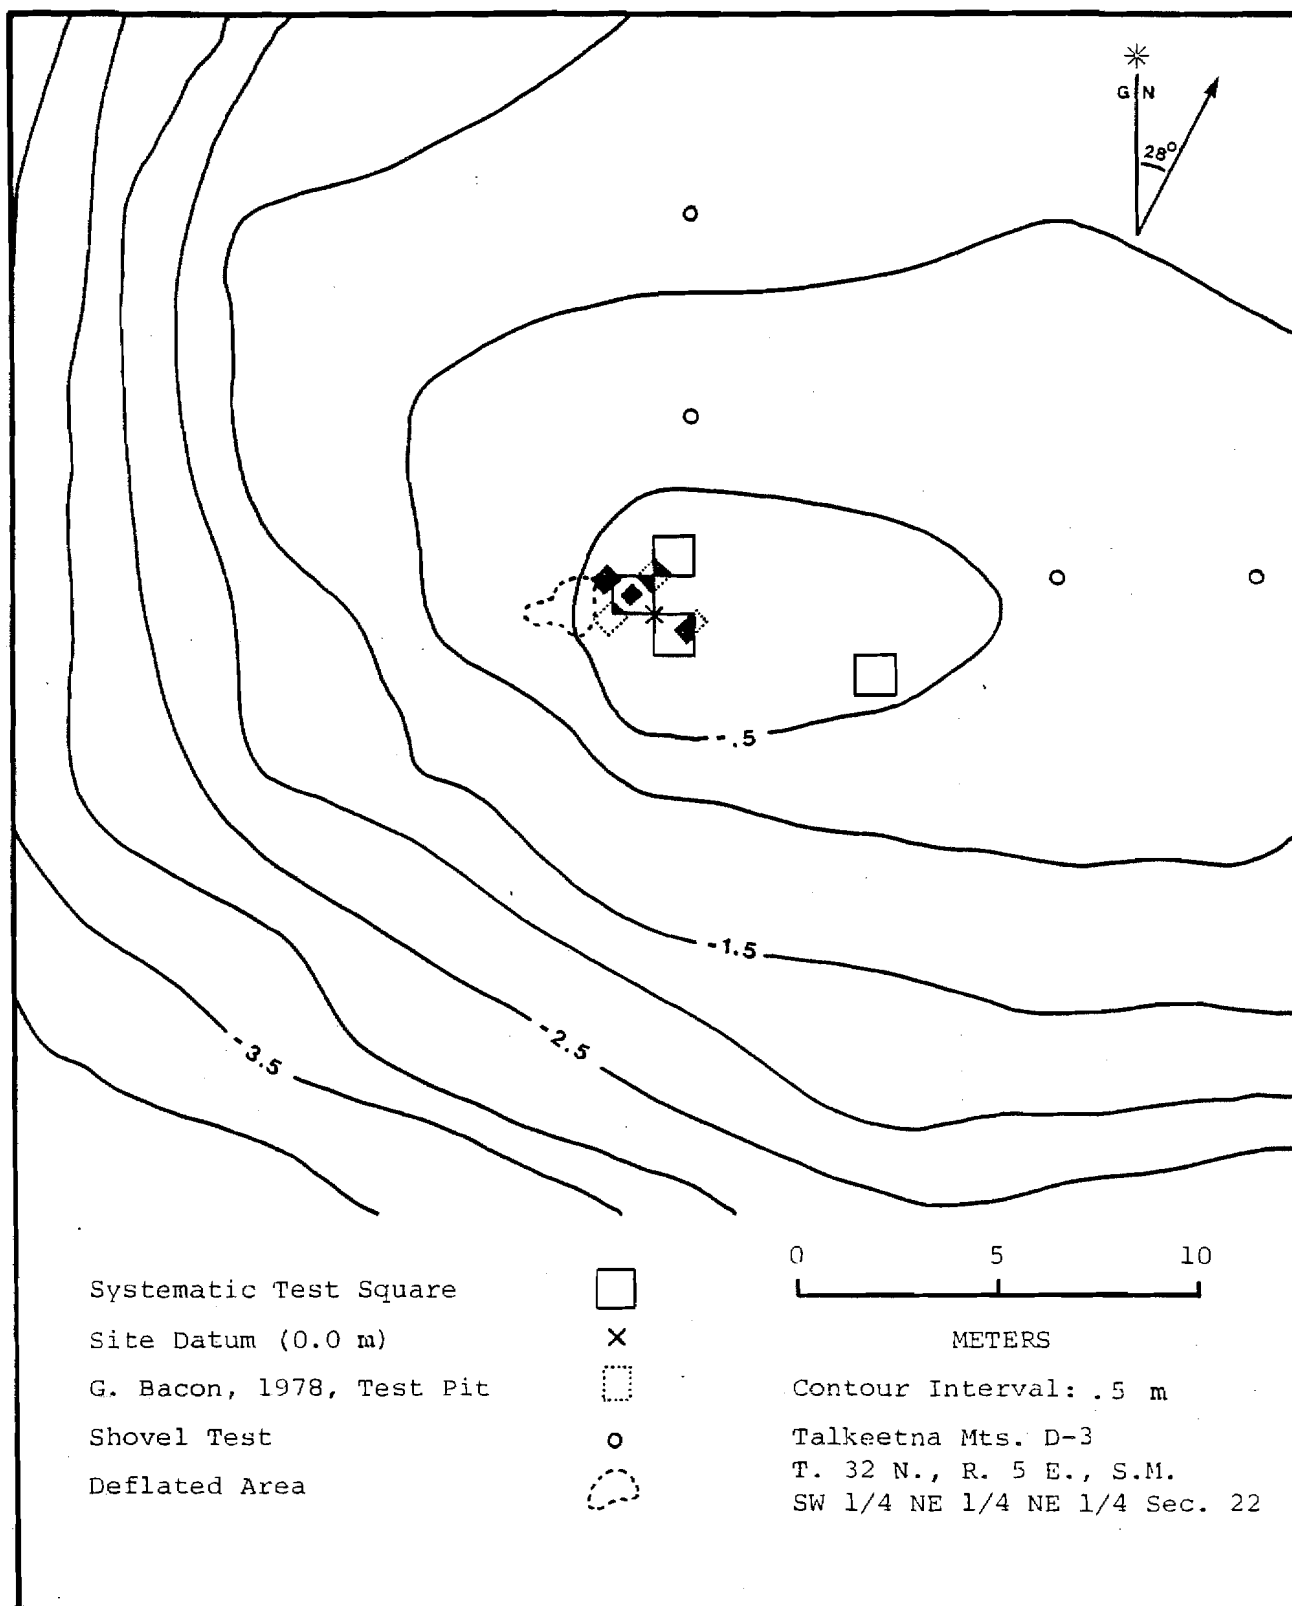 G N
28°
-.5
-1.5
-2.5
-3.5
0 5 10
METERS
Systematic Test Square
Site Datum (0.0 m)
G. Bacon, 1978, Test Pit
Shovel Test
Deflated Area
Contour Interval: .5 m
Talkeetna Mts. D-3
T. 32 N., R. 5 E., S.M.
SW 1/4 NE 1/4 NE 1/4 Sec. 22